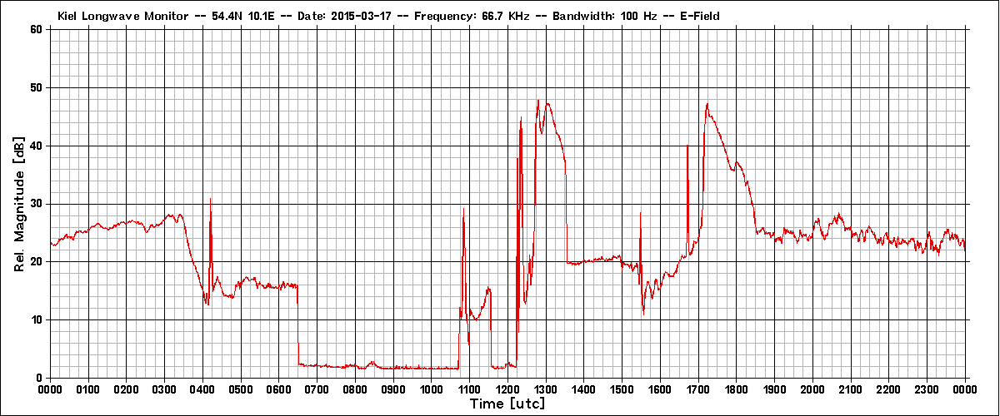 Kiel Longwave Monitor -- 54.4N 10.1E -- Date: 2015-03-17 -- Frequency: 66.7 KHz -- Bandwidth: 100 Hz -- E-Field
60
50
40
30
20
10
0
Rel. Magnitude [dB]
0000 0100 0200 0300 0400 0500 0600 0700 0800 0900 1000 1100 1200 1300 1400 1500 1600 1700 1800 1900 2000 2100 2200 2300 0000
Time [utc]